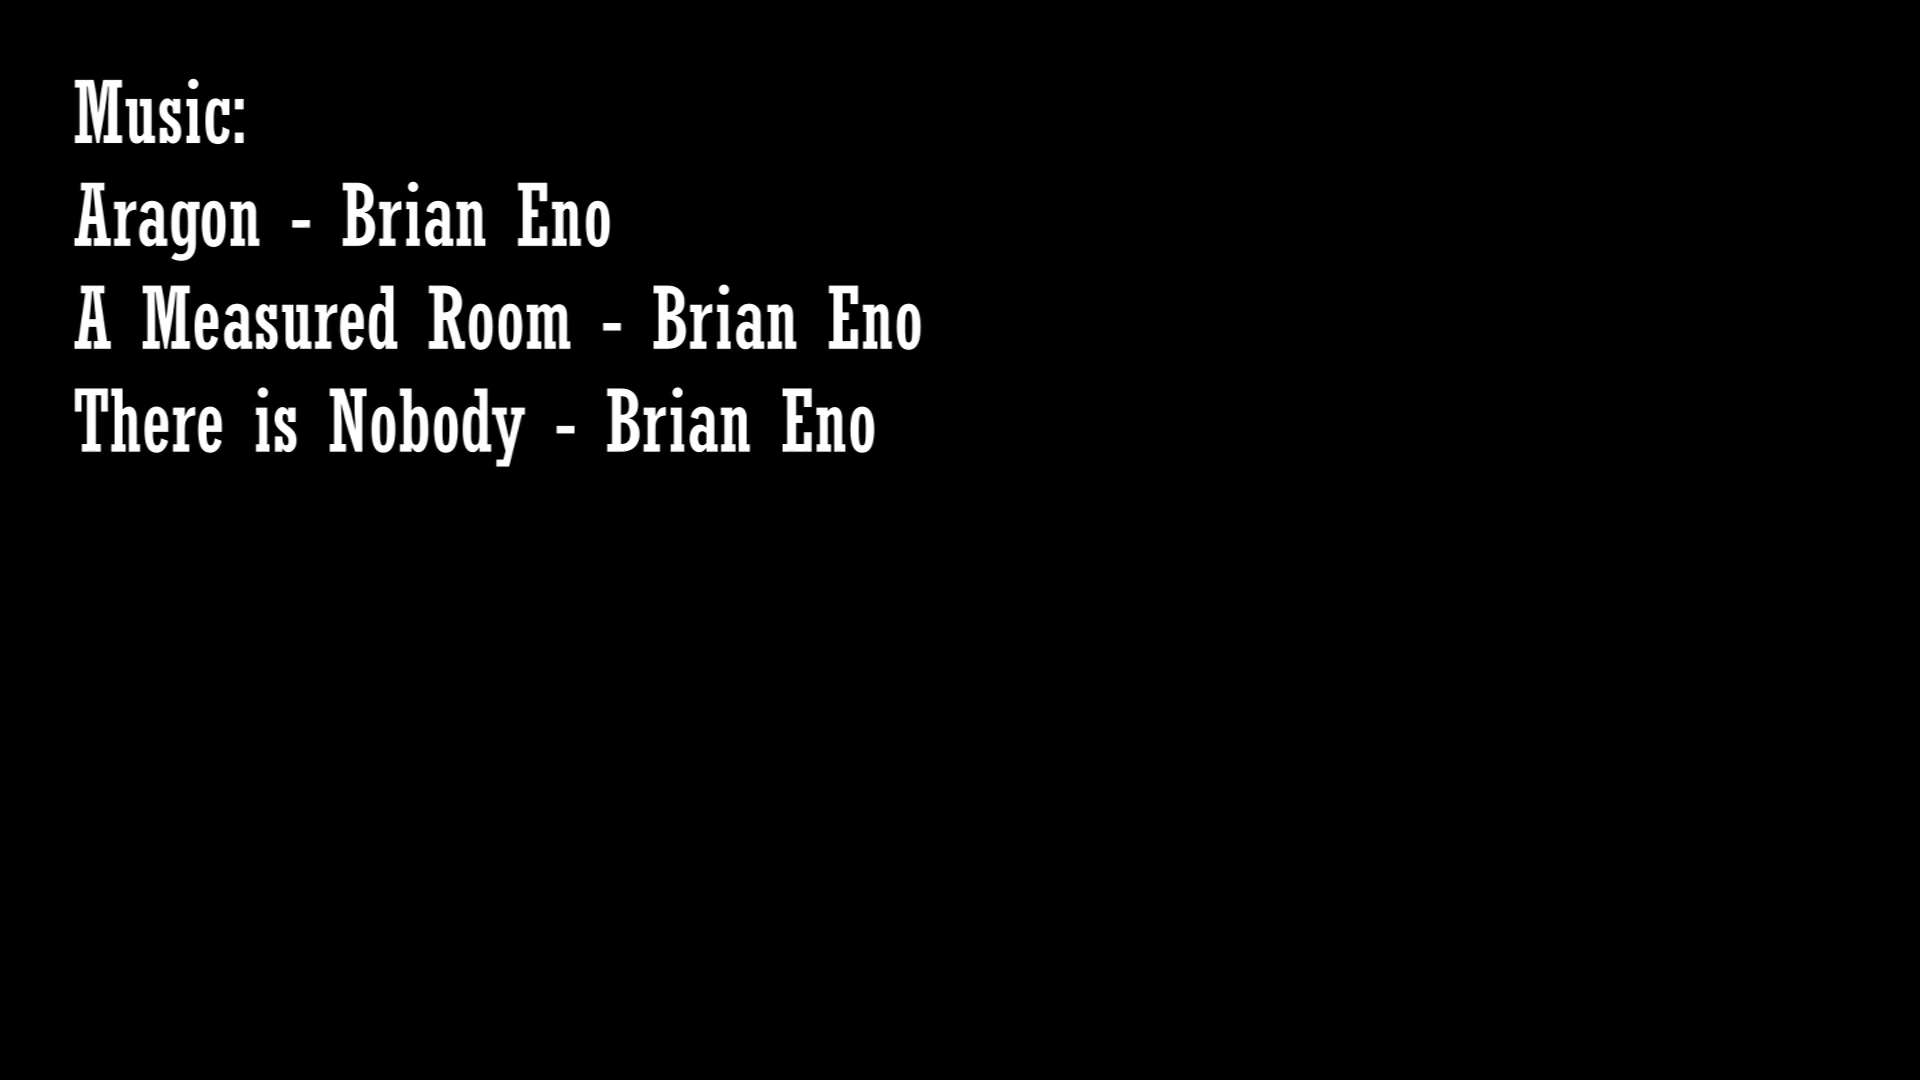 Music:
Aragon - Brian Eno
A Measured Room - Brian Eno
There is Nobody - Brian Eno